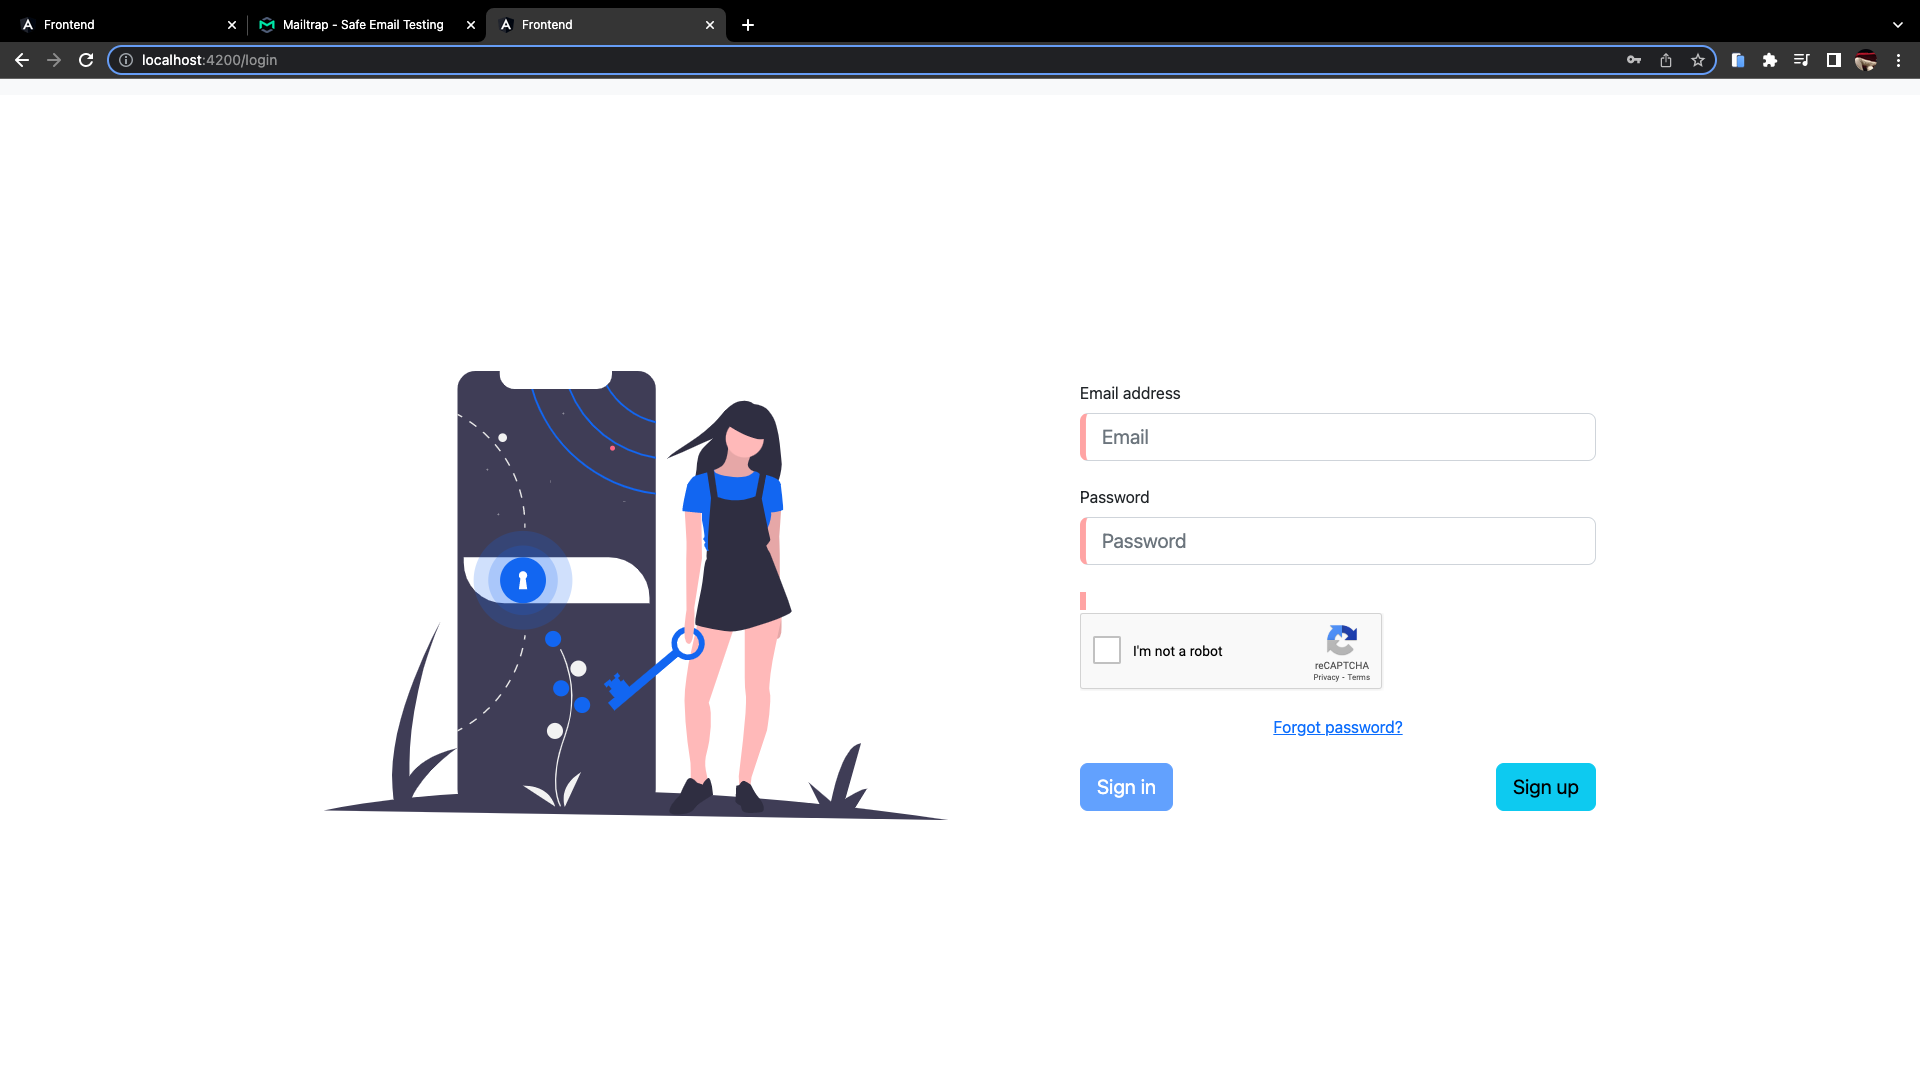 Frontend
Mailtrap - Safe Email Testing
Frontend
localhost:4200/login
Email address
Email
Password
Password
I'm not a robot
reCAPTCHA
Privacy - Terms
Forgot password?
Sign in
Sign up